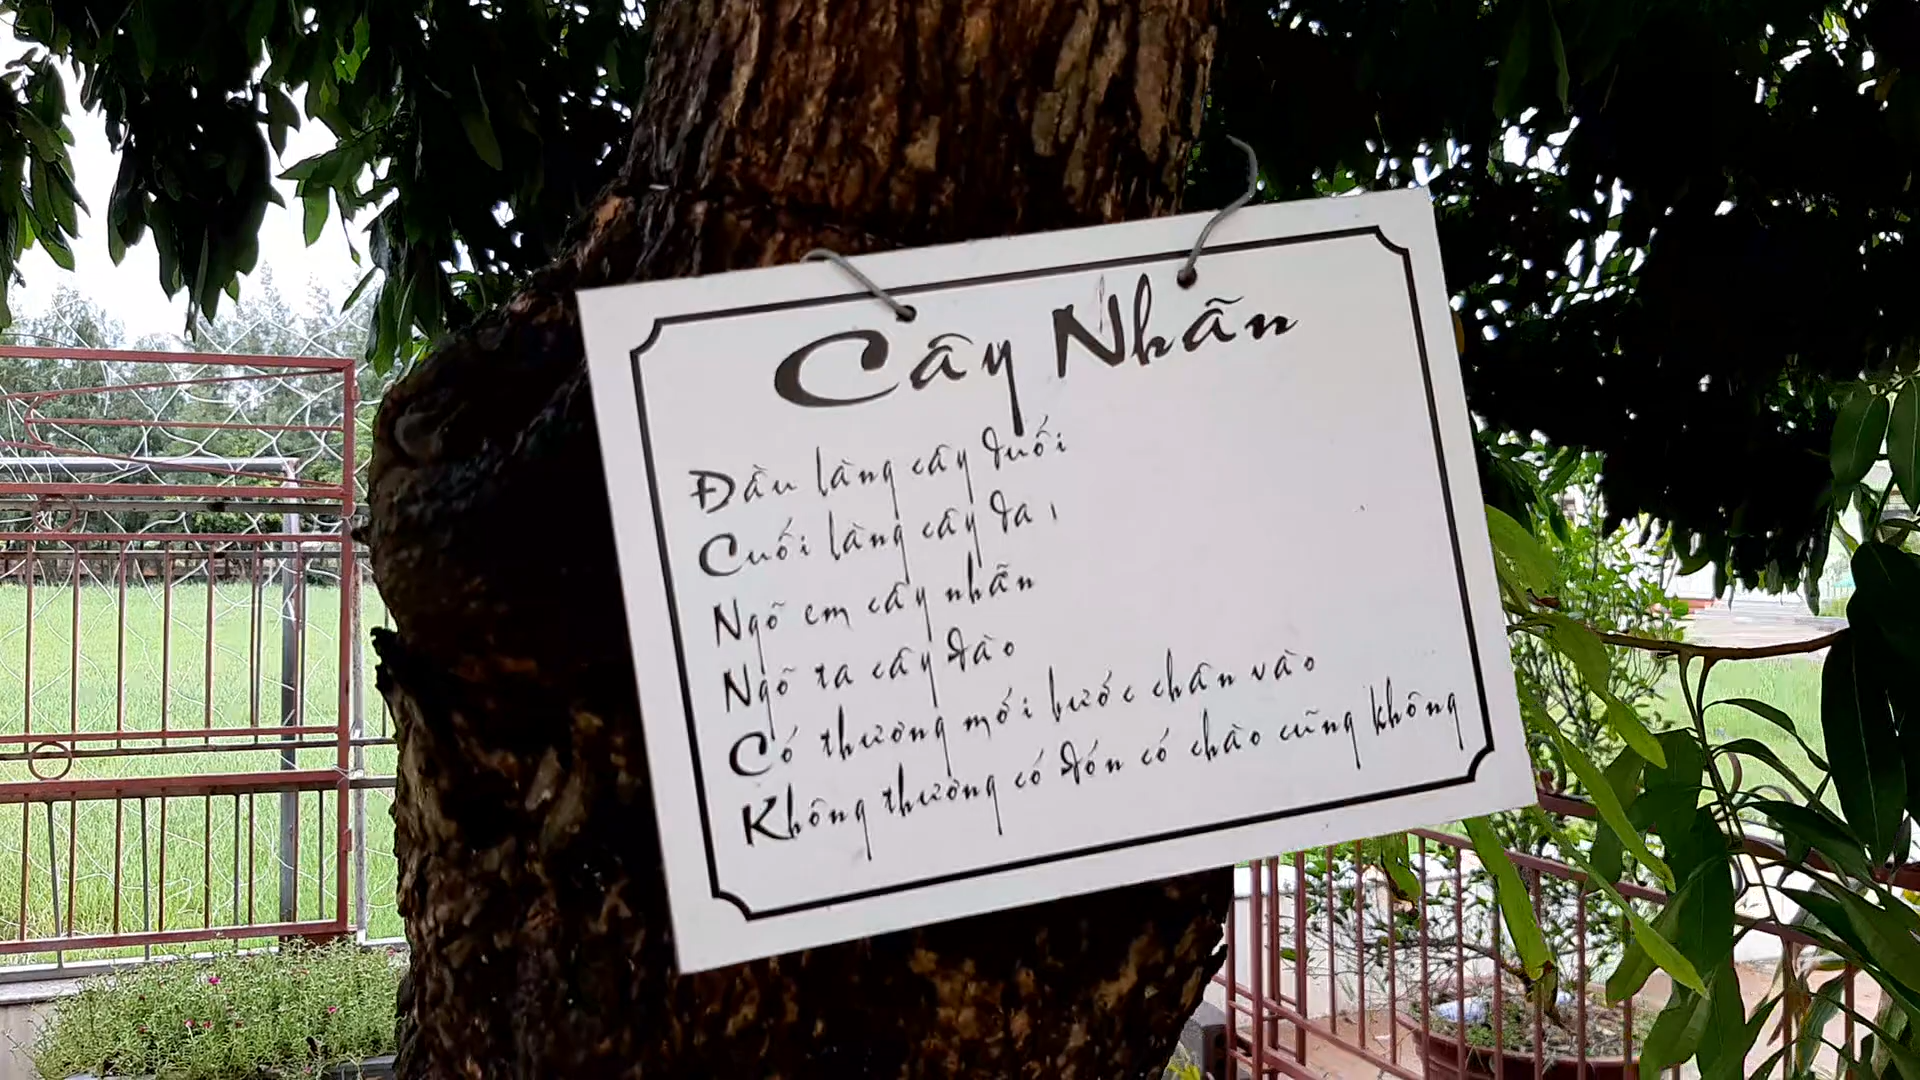 Cây Nhãn
Đầu làng cây duối
Cuối làng cây đa
Ngõ em cây nhãn
Ngõ ta cây đào
Có thương mới bước chân vào
Không thương có đón có chào cũng không